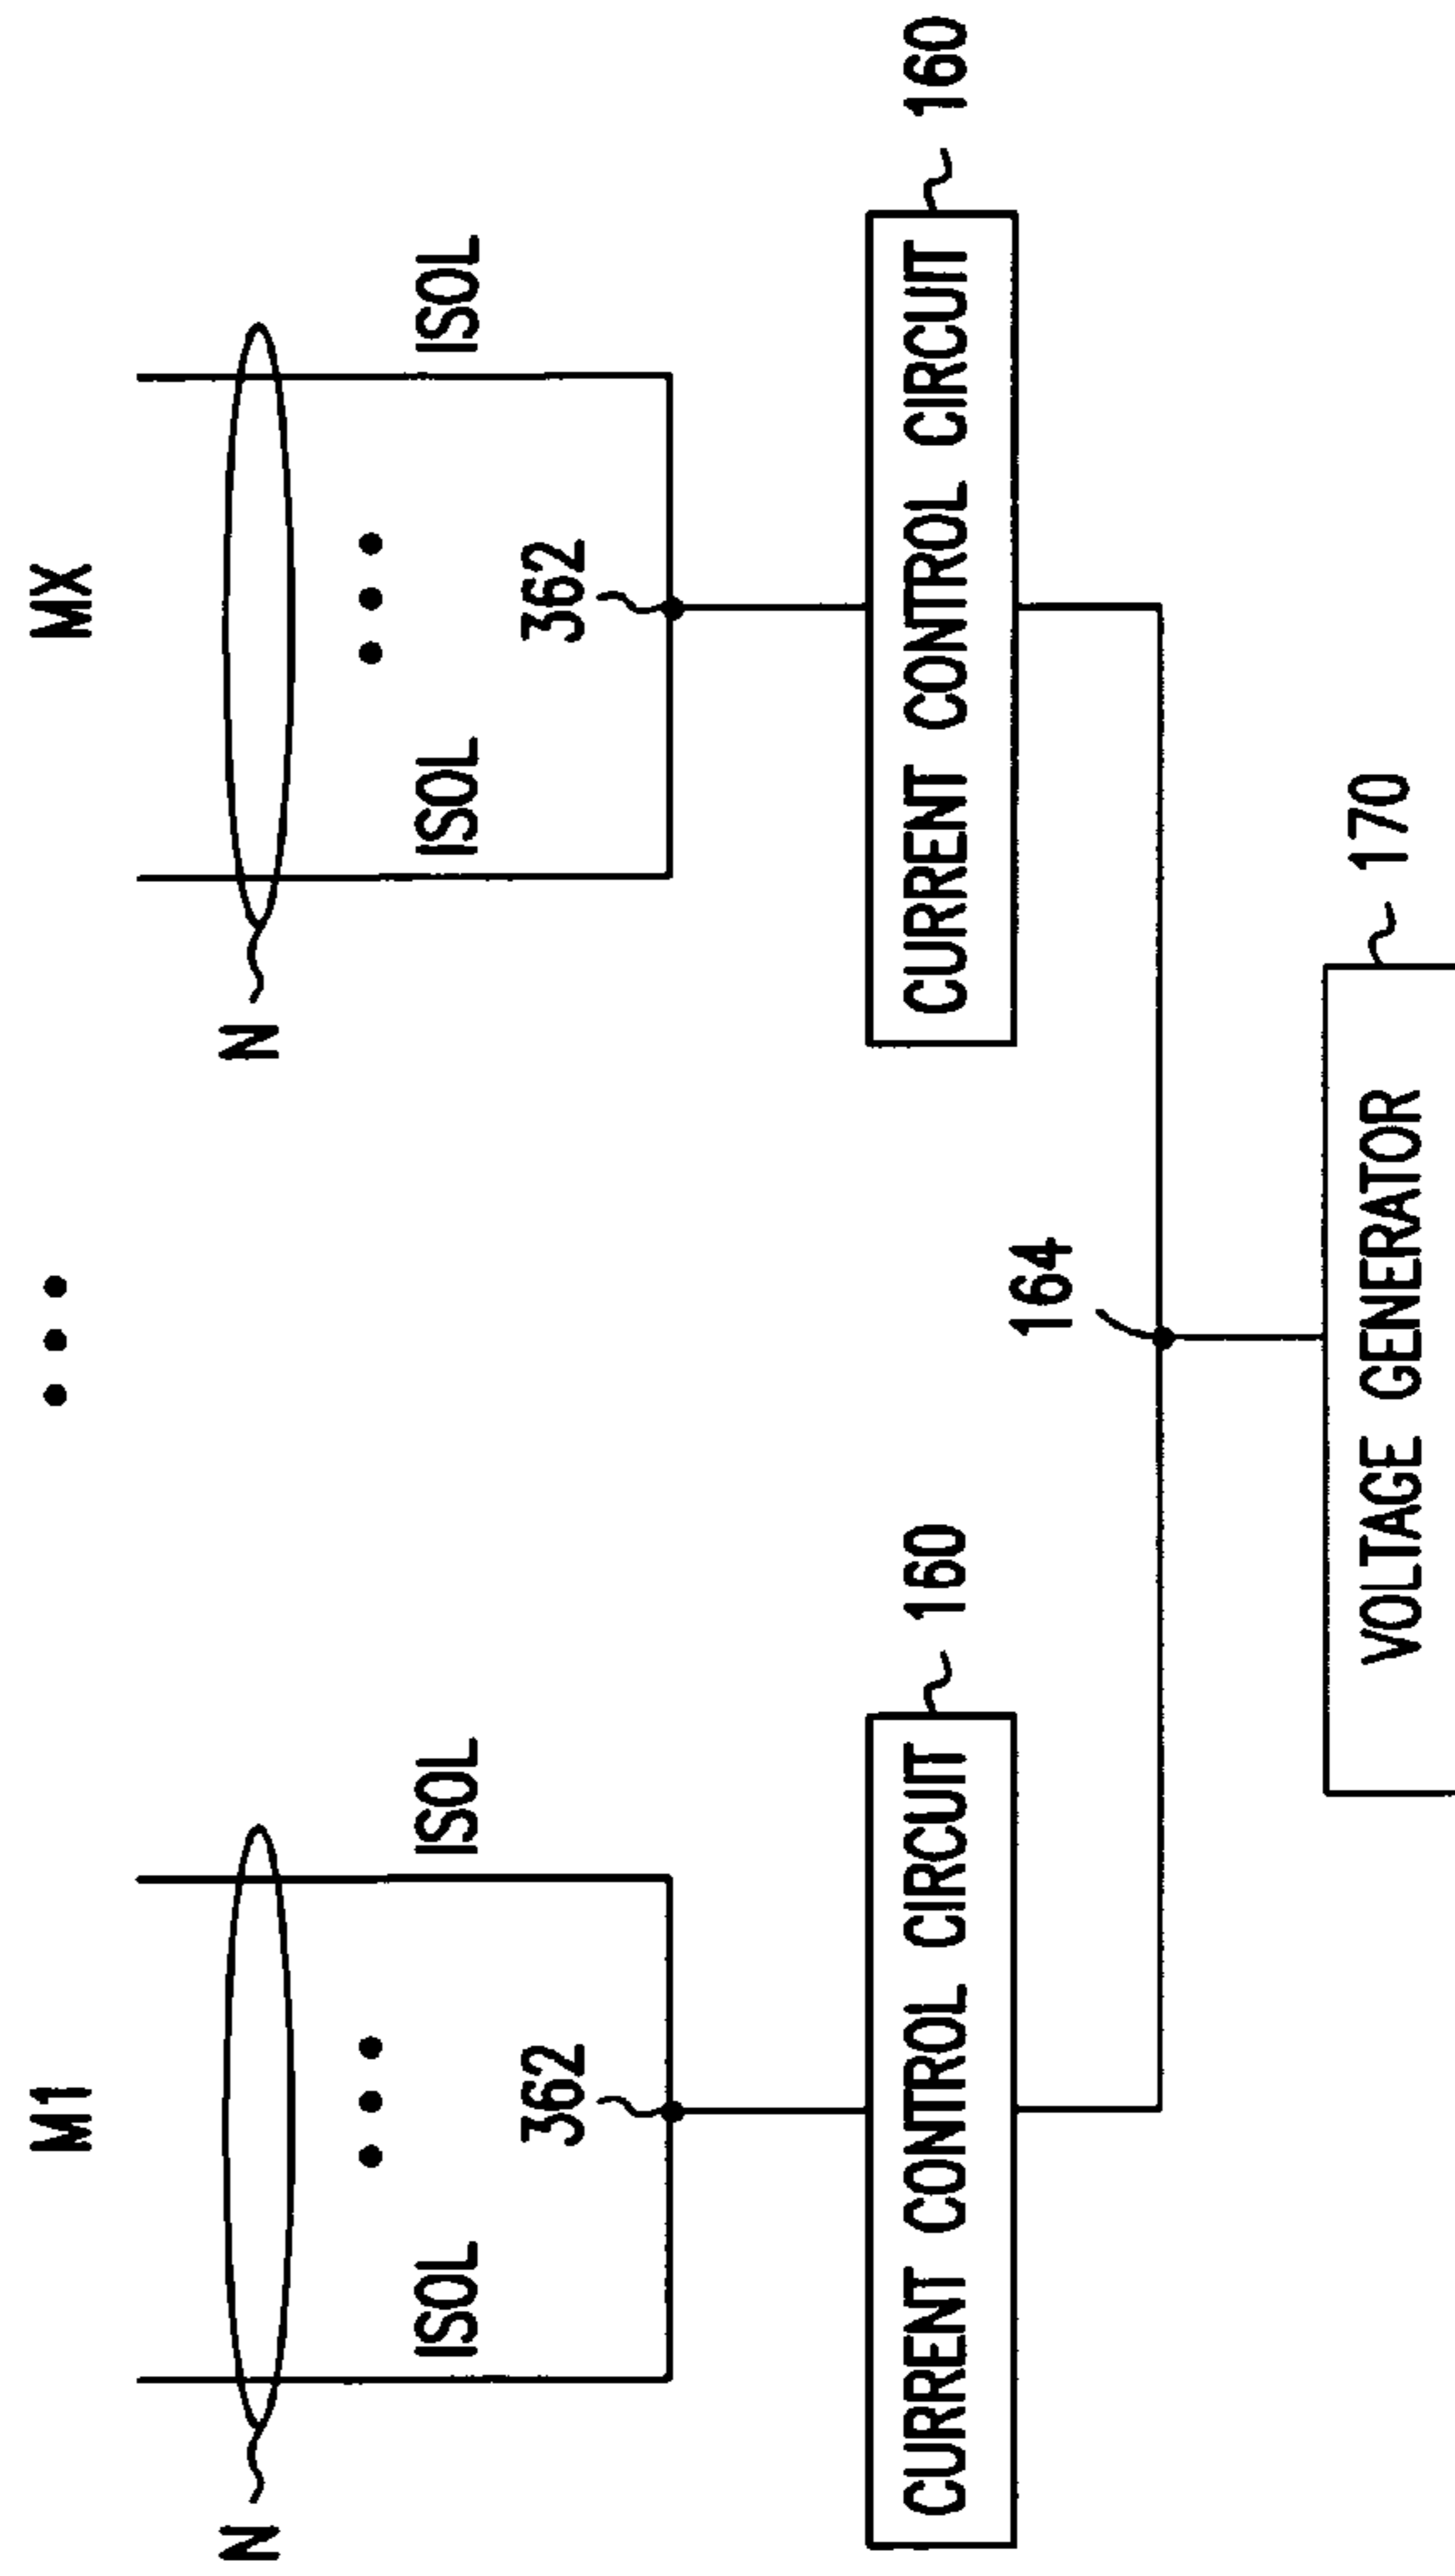 M1
MX
N
N
ISOL
ISOL
ISOL
ISOL
362
362
CURRENT CONTROL CIRCUIT
160
CURRENT CONTROL CIRCUIT
160
164
VOLTAGE GENERATOR
170